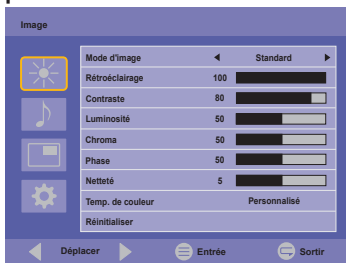 Image
Mode d'image Standard
Rétroéclairage 100
Contraste 80
Luminosité 50
Chroma 50
Phase 50
Netteté 5
Temp. de couleur Personnalisé
Réinitialiser
Déplacer Entrée Sortir